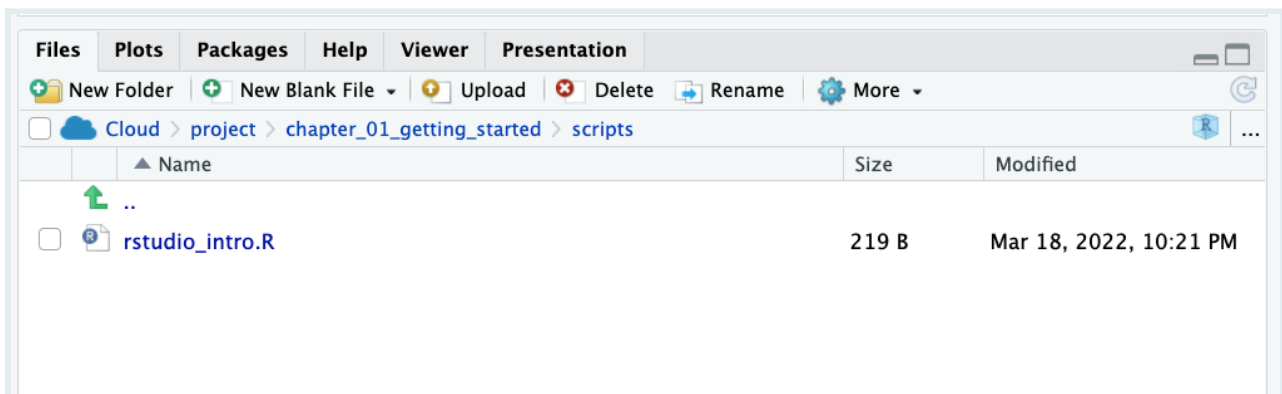 Files Plots Packages Help Viewer Presentation
New Folder New Blank File Upload Delete Rename More
Cloud > project > chapter_01_getting_started > scripts R ...
Name Size Modified
..
R rstudio_intro.R 219 B Mar 18, 2022, 10:21 PM